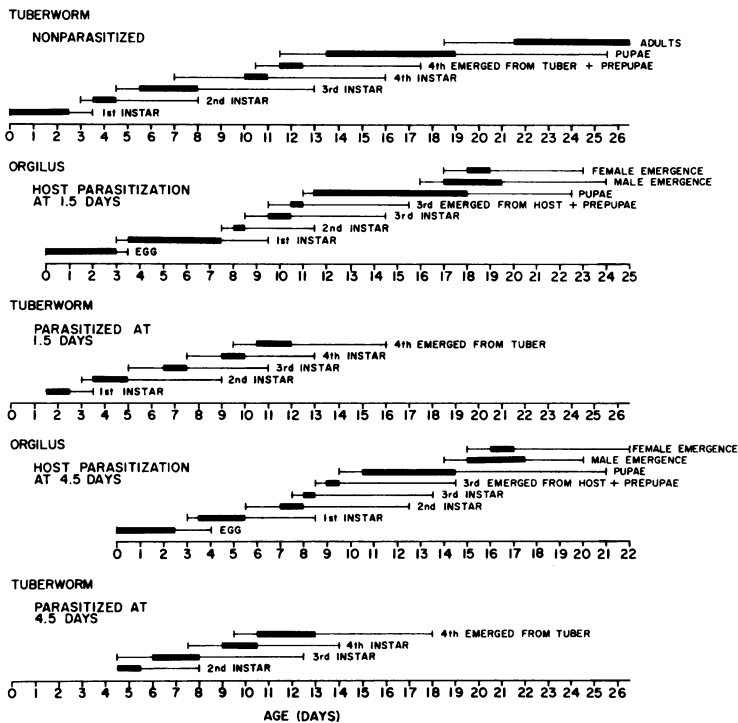 TUBERWORM
NONPARASITIZED
ADULTS
PUPAE
4th EMERGED FROM TUBER + PREPUPAE
4th INSTAR
3rd INSTAR
2nd INSTAR
1st INSTAR
0 1 2 3 4 5 6 7 8 9 10 11 12 13 14 15 16 17 18 19 20 21 22 23 24 25 26
ORGILUS
HOST PARASITIZATION
AT 1.5 DAYS
FEMALE EMERGENCE
MALE EMERGENCE
PUPAE
3rd EMERGED FROM HOST + PREPUPAE
3rd INSTAR
2nd INSTAR
1st INSTAR
EGG
0 1 2 3 4 5 6 7 8 9 10 11 12 13 14 15 16 17 18 19 20 21 22 23 24 25
TUBERWORM
PARASITIZED AT
1.5 DAYS
4th EMERGED FROM TUBER
4th INSTAR
3rd INSTAR
2nd INSTAR
1st INSTAR
0 1 2 3 4 5 6 7 8 9 10 11 12 13 14 15 16 17 18 19 20 21 22 23 24 25 26
ORGILUS
HOST PARASITIZATION
AT 4.5 DAYS
FEMALE EMERGENCE
MALE EMERGENCE
PUPAE
3rd EMERGED FROM HOST + PREPUPAE
3rd INSTAR
2nd INSTAR
1st INSTAR
EGG
0 1 2 3 4 5 6 7 8 9 10 11 12 13 14 15 16 17 18 19 20 21 22
TUBERWORM
PARASITIZED AT
4.5 DAYS
4th EMERGED FROM TUBER
4th INSTAR
3rd INSTAR
2nd INSTAR
0 1 2 3 4 5 6 7 8 9 10 11 12 13 14 15 16 17 18 19 20 21 22 23 24 25 26
AGE (DAYS)